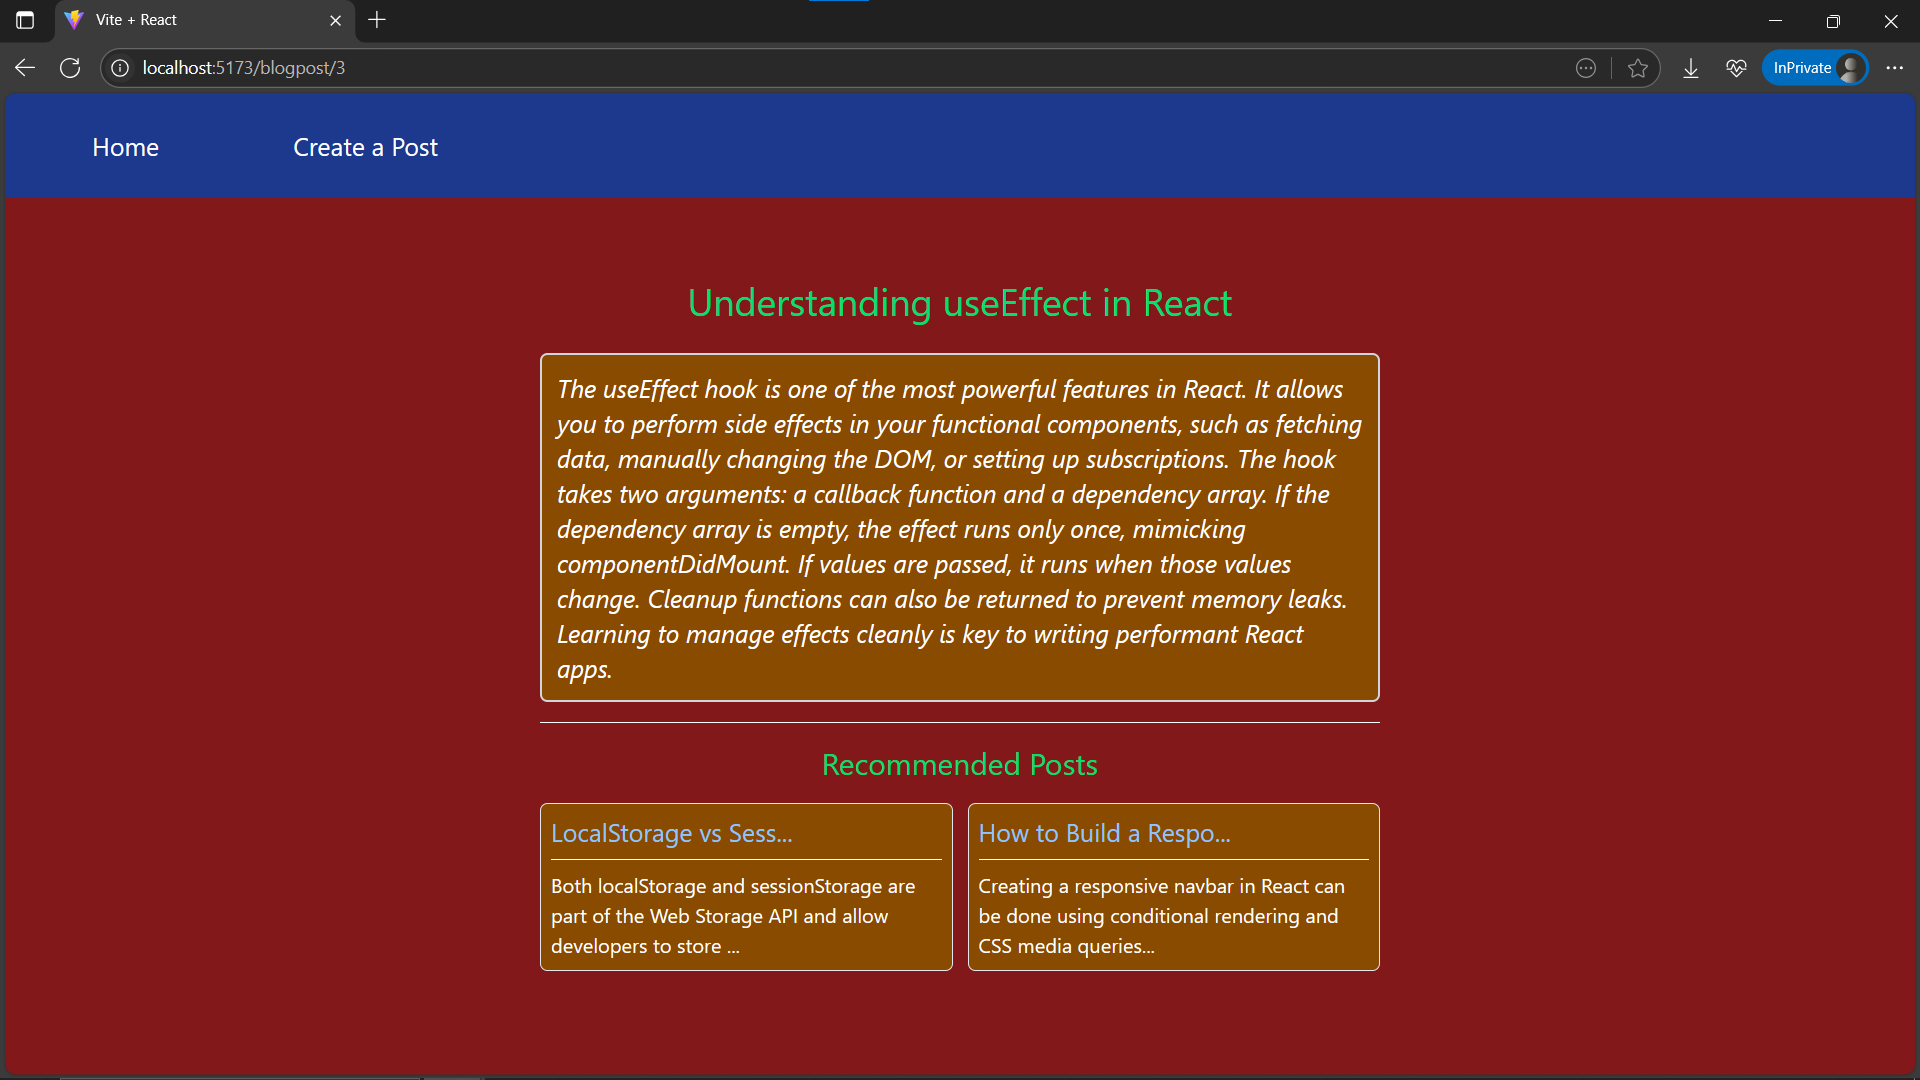 Vite + React
localhost:5173/blogpost/3
InPrivate
Home
Create a Post
Understanding useEffect in React
The useEffect hook is one of the most powerful features in React. It allows
you to perform side effects in your functional components, such as fetching
data, manually changing the DOM, or setting up subscriptions. The hook
takes two arguments: a callback function and a dependency array. If the
dependency array is empty, the effect runs only once, mimicking
componentDidMount. If values are passed, it runs when those values
change. Cleanup functions can also be returned to prevent memory leaks.
Learning to manage effects cleanly is key to writing performant React
apps.
Recommended Posts
LocalStorage vs Sess...
Both localStorage and sessionStorage are
part of the Web Storage API and allow
developers to store ...
How to Build a Respo...
Creating a responsive navbar in React can
be done using conditional rendering and
CSS media queries...